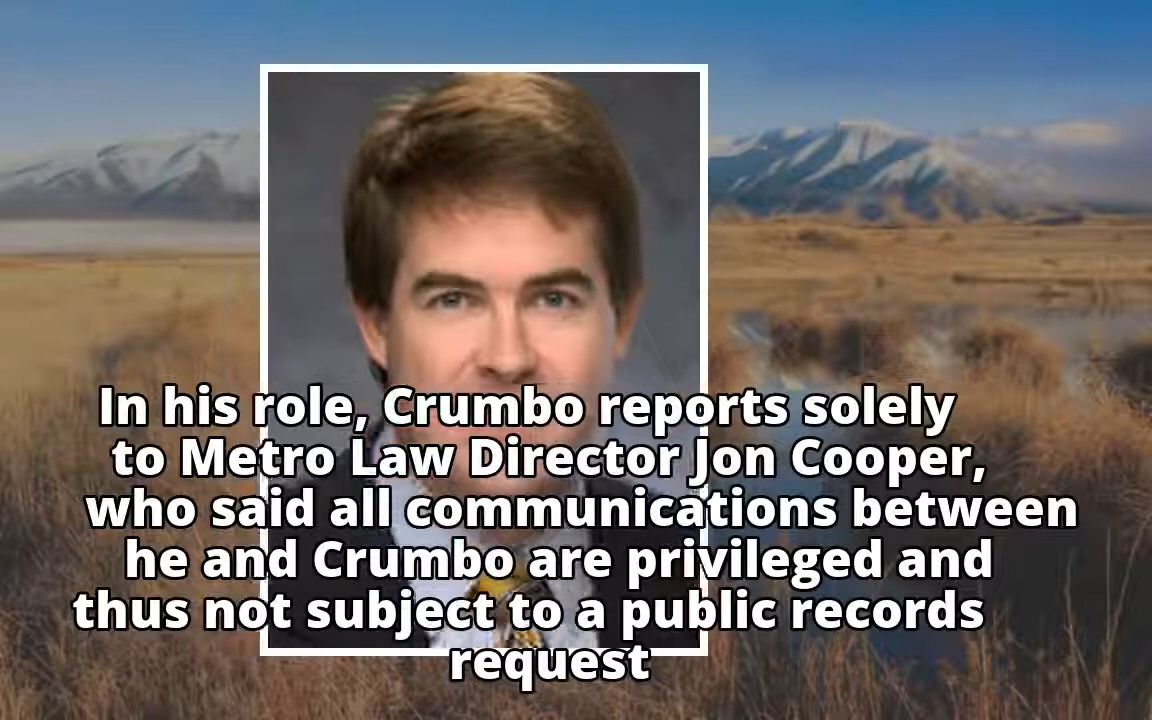 In his role, Crumbo reports solely
to Metro Law Director Jon Cooper,
who said all communications between
he and Crumbo are privileged and
thus not subject to a public records
request